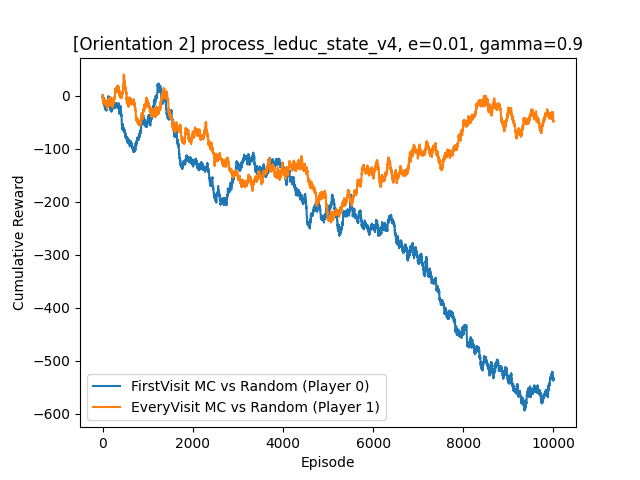 [Orientation 2] process_leduc_state_v4, e=0.01, gamma=0.9
Cumulative Reward
0
−100
−200
−300
−400
−500
−600
FirstVisit MC vs Random (Player 0)
EveryVisit MC vs Random (Player 1)
0 2000 4000 6000 8000 10000
Episode